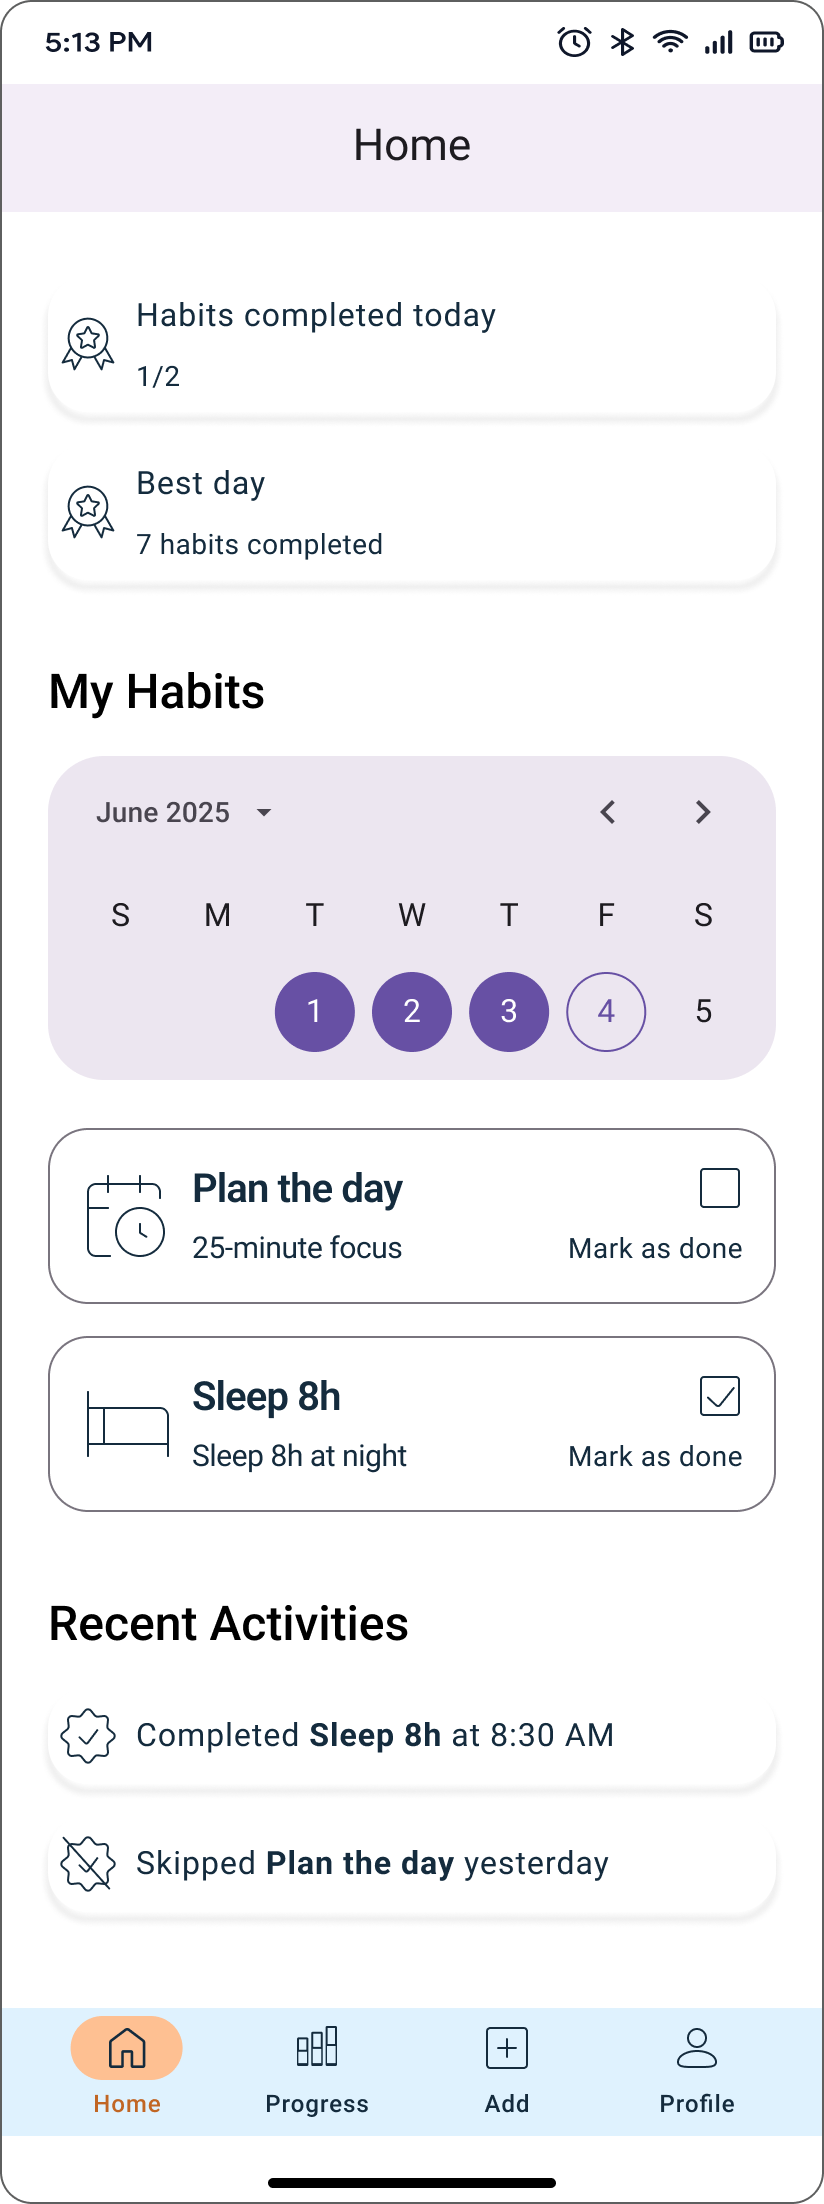 5:13 PM
Home
Habits completed today
1/2
Best day
7 habits completed
My Habits
June 2025
S M T W T F S
1 2 3 4 5
Plan the day
25-minute focus
Mark as done
Sleep 8h
Sleep 8h at night
Mark as done
Recent Activities
Completed Sleep 8h at 8:30 AM
Skipped Plan the day yesterday
Home Progress Add Profile